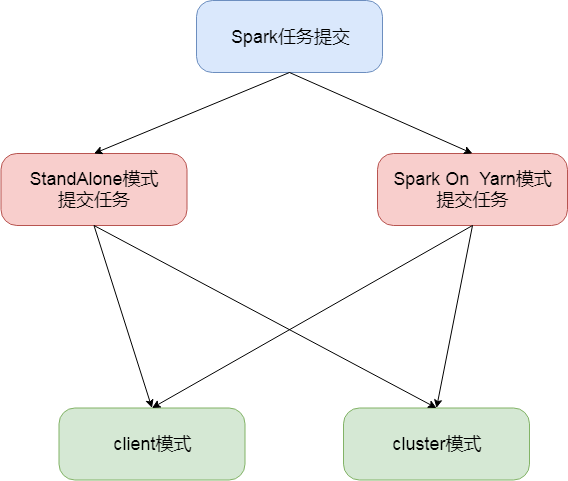 Spark任务提交
StandAlone模式
提交任务
Spark On  Yarn模式
提交任务
client模式
cluster模式